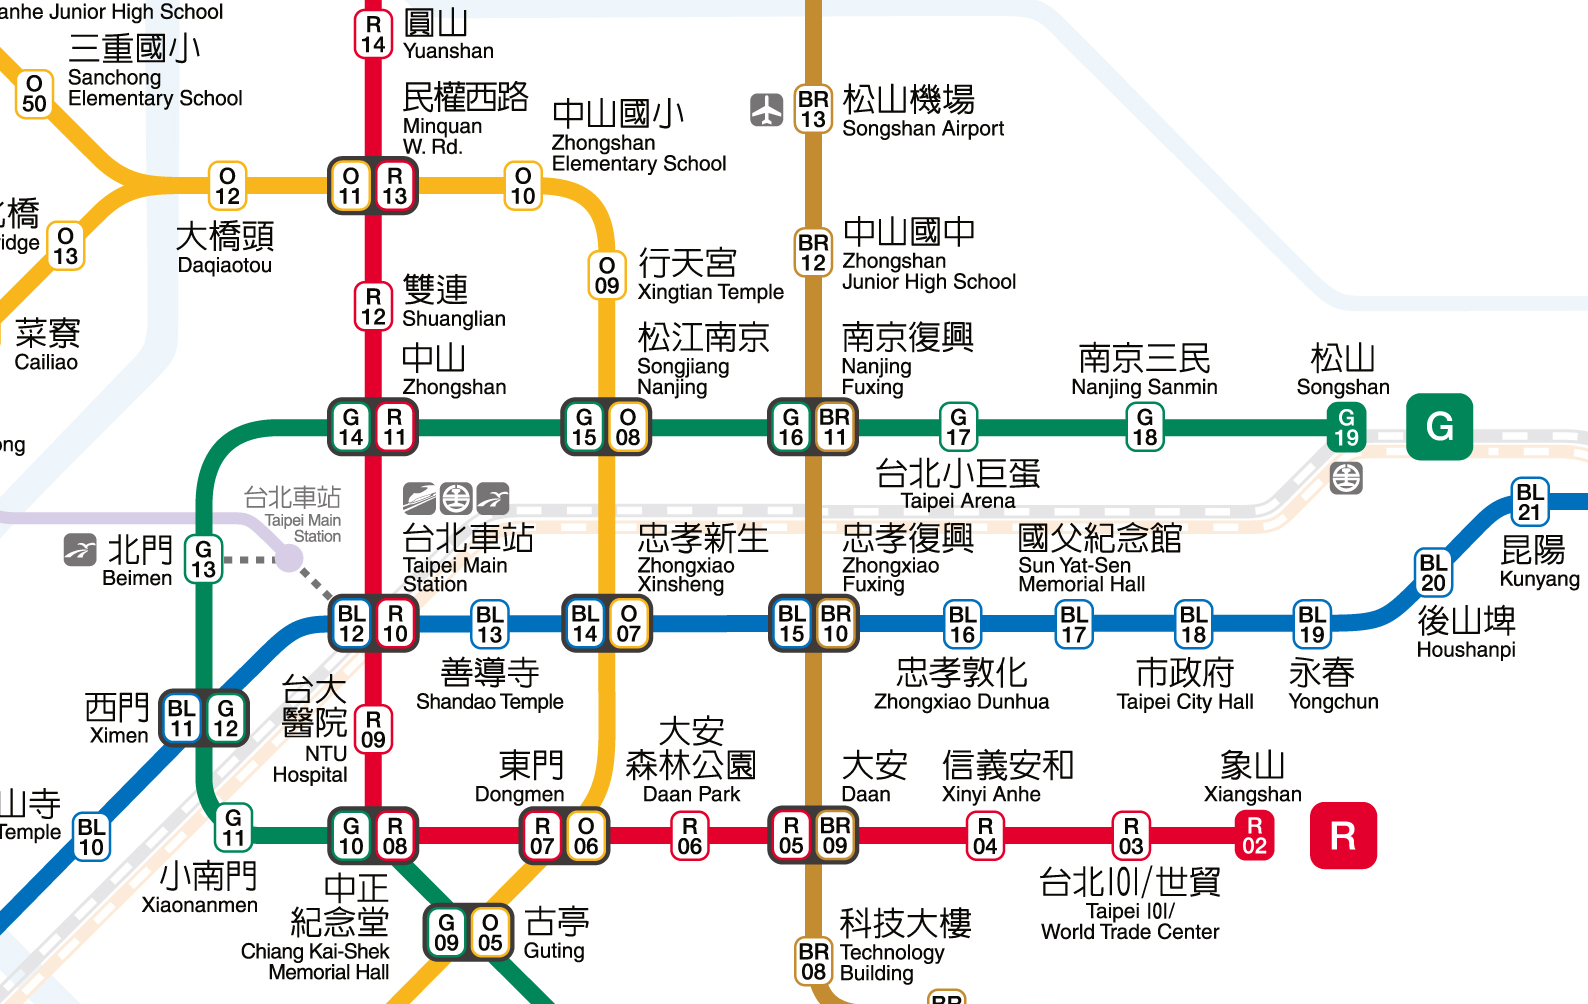 anhe Junior High School
R
14
圓山
Yuanshan
三重國小
Sanchong
Elementary School
O
50
BR
13
松山機場
Songshan Airport
民權西路
Minquan
W. Rd.
中山國小
Zhongshan
Elementary School
O
12
大橋頭
Daqiaotou
O
11
R
13
O
10
橋
idge
O
13
BR
12
中山國中
Zhongshan
Junior High School
O
09
行天宮
Xingtian Temple
R
12
雙連
Shuanglian
菜寮
Cailiao
中山
Zhongshan
松江南京
Songjiang
Nanjing
南京復興
Nanjing
Fuxing
南京三民
Nanjing Sanmin
松山
Songshan
G
14
R
11
G
15
O
08
G
16
BR
11
G
17
G
18
G
19
G
ong
台北小巨蛋
Taipei Arena
台北車站
Taipei Main
Station
BL
21
昆陽
Kunyang
北門
Beimen
G
13
台北車站
Taipei Main
Station
忠孝新生
Zhongxiao
Xinsheng
忠孝復興
Zhongxiao
Fuxing
國父紀念館
Sun Yat-Sen
Memorial Hall
BL
20
後山埤
Houshanpi
BL
12
R
10
BL
13
BL
14
O
07
BL
15
BR
10
BL
16
BL
17
BL
18
BL
19
善導寺
Shandao Temple
忠孝敦化
Zhongxiao Dunhua
市政府
Taipei City Hall
永春
Yongchun
西門
Ximen
BL
11
G
12
台大
醫院
NTU
Hospital
R
09
東門
Dongmen
大安
森林公園
Daan Park
大安
Daan
信義安和
Xinyi Anhe
象山
Xiangshan
山寺
Temple
BL
10
G
11
小南門
Xiaonanmen
G
10
R
08
R
07
O
06
R
06
R
05
BR
09
R
04
R
03
R
02
R
中正
紀念堂
Chiang Kai-Shek
Memorial Hall
G
09
O
05
古亭
Guting
台北101/世貿
Taipei 101/
World Trade Center
BR
08
科技大樓
Technology
Building
BR